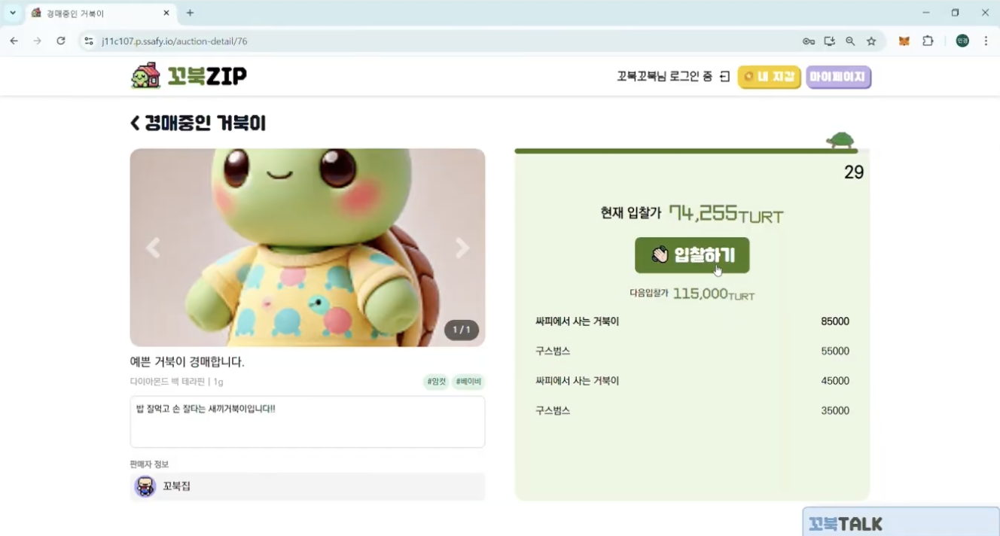 경매중인 거북이
j11c107.p.ssafy.io/auction-detail/76
민경
꼬북ZIP
꼬북꼬북님 로그인 중
내 지갑
마이페이지
경매중인 거북이
1 / 1
예쁜 거북이 경매합니다.
다이아몬드 백 테라핀 | 1g
#암컷 #베이비
밥 잘먹고 손 잘타는 새끼거북이입니다!!
판매자 정보
꼬북집
29
현재 입찰가 74,255TURT
입찰하기
다음입찰가 115,000TURT
싸피에서 사는 거북이 85000
구스범스 55000
싸피에서 사는 거북이 45000
구스범스 35000
꼬북TALK